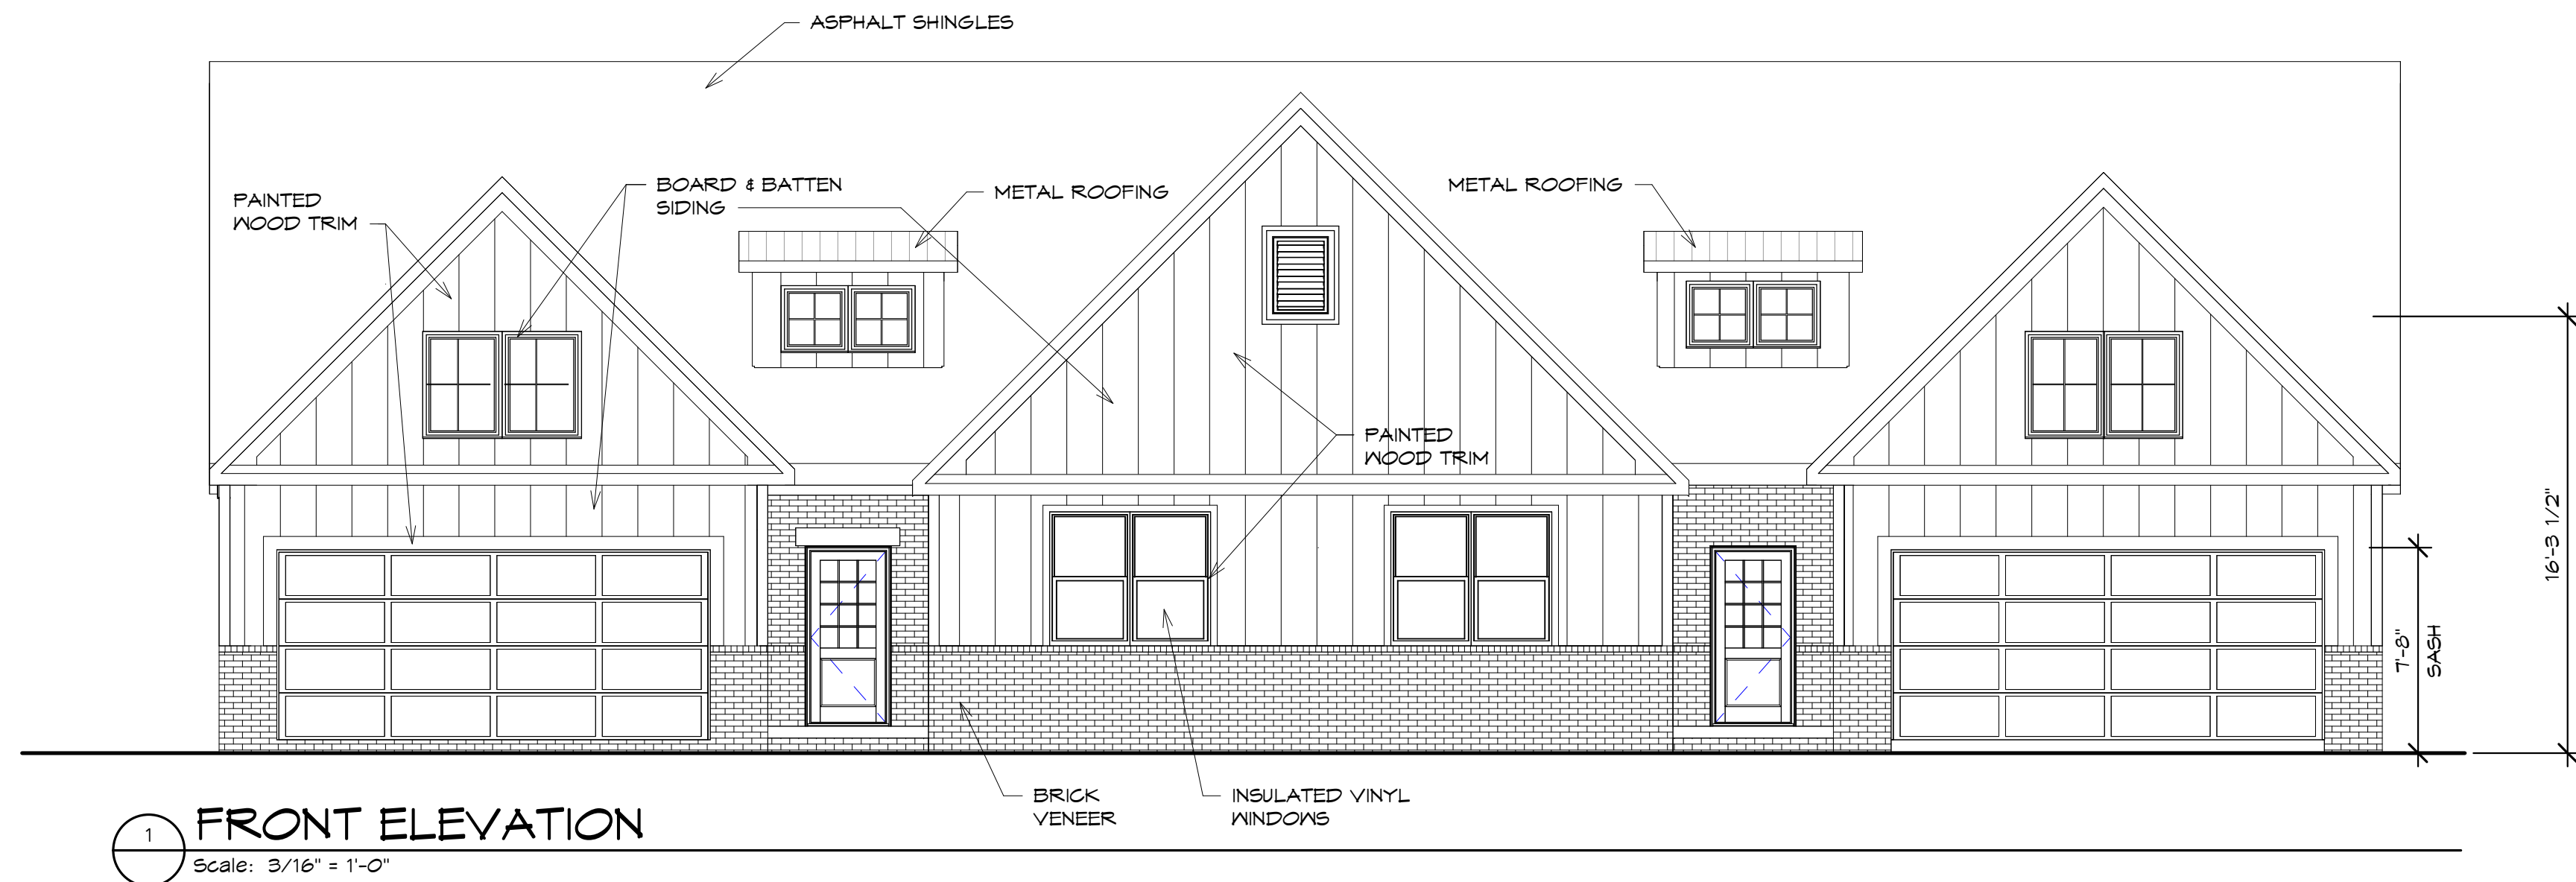 ASPHALT SHINGLES
PAINTED
WOOD TRIM
BOARD & BATTEN
SIDING
METAL ROOFING
METAL ROOFING
PAINTED
WOOD TRIM
16'-3 1/2"
7'-8"
SASH
BRICK
VENEER
INSULATED VINYL
WINDOWS
1
FRONT ELEVATION
Scale: 3/16" = 1'-0"